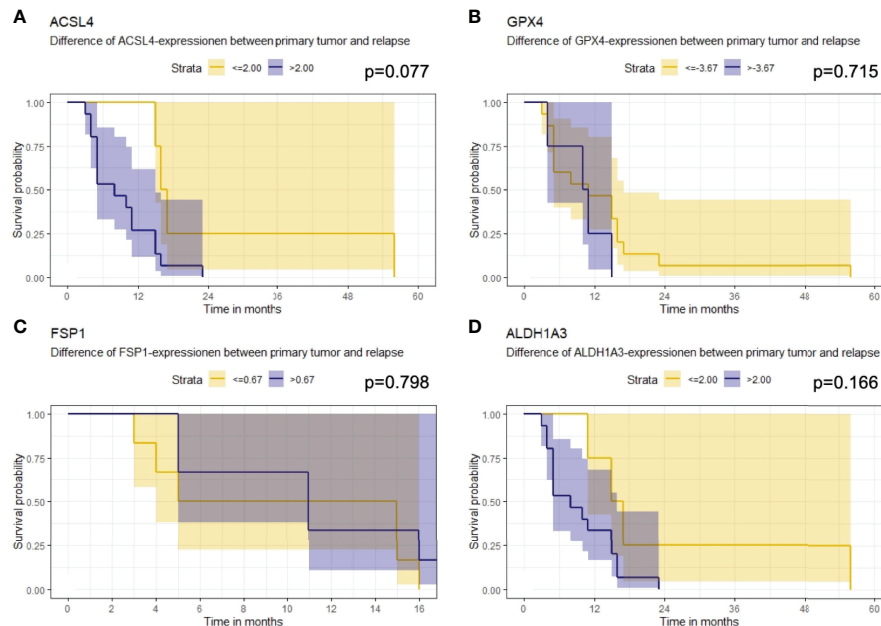 A
ACSL4
Difference of ACSL4-expressionen between primary tumor and relapse
Strata <=2.00 >2.00
p=0.077
Survival probability
1.00
0.75
0.50
0.25
0.00
0 12 24 36 48 60
Time in months
B
GPX4
Difference of GPX4-expressionen between primary tumor and relapse
Strata <=-3.67 >-3.67
p=0.715
Survival probability
1.00
0.75
0.50
0.25
0.00
0 12 24 36 48 60
Time in months
C
FSP1
Difference of FSP1-expressionen between primary tumor and relapse
Strata <=0.67 >0.67
p=0.798
Survival probability
1.00
0.75
0.50
0.25
0.00
0 2 4 6 8 10 12 14 16
Time in months
D
ALDH1A3
Difference of ALDH1A3-expressionen between primary tumor and relapse
Strata <=2.00 >2.00
p=0.166
Survival probability
1.00
0.75
0.50
0.25
0.00
0 12 24 36 48 60
Time in months